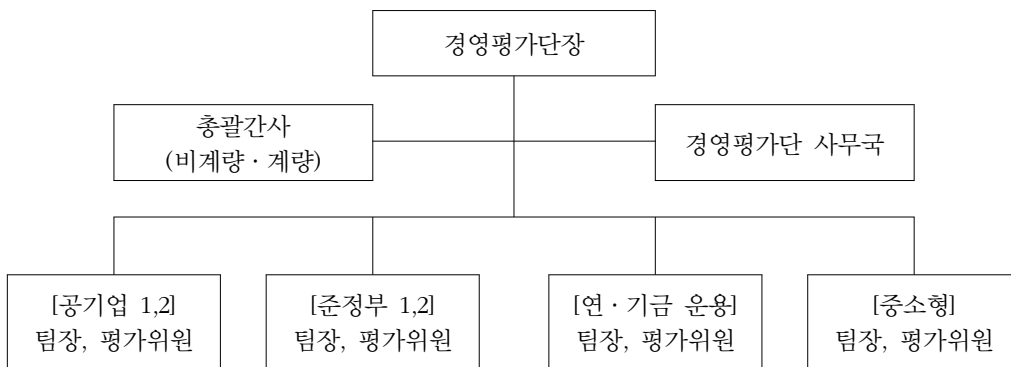 경영평가단장
총괄간사
(비계량 · 계량)
경영평가단 사무국
[공기업 1,2]
팀장, 평가위원
[준정부 1,2]
팀장, 평가위원
[연 · 기금 운용]
팀장, 평가위원
[중소형]
팀장, 평가위원